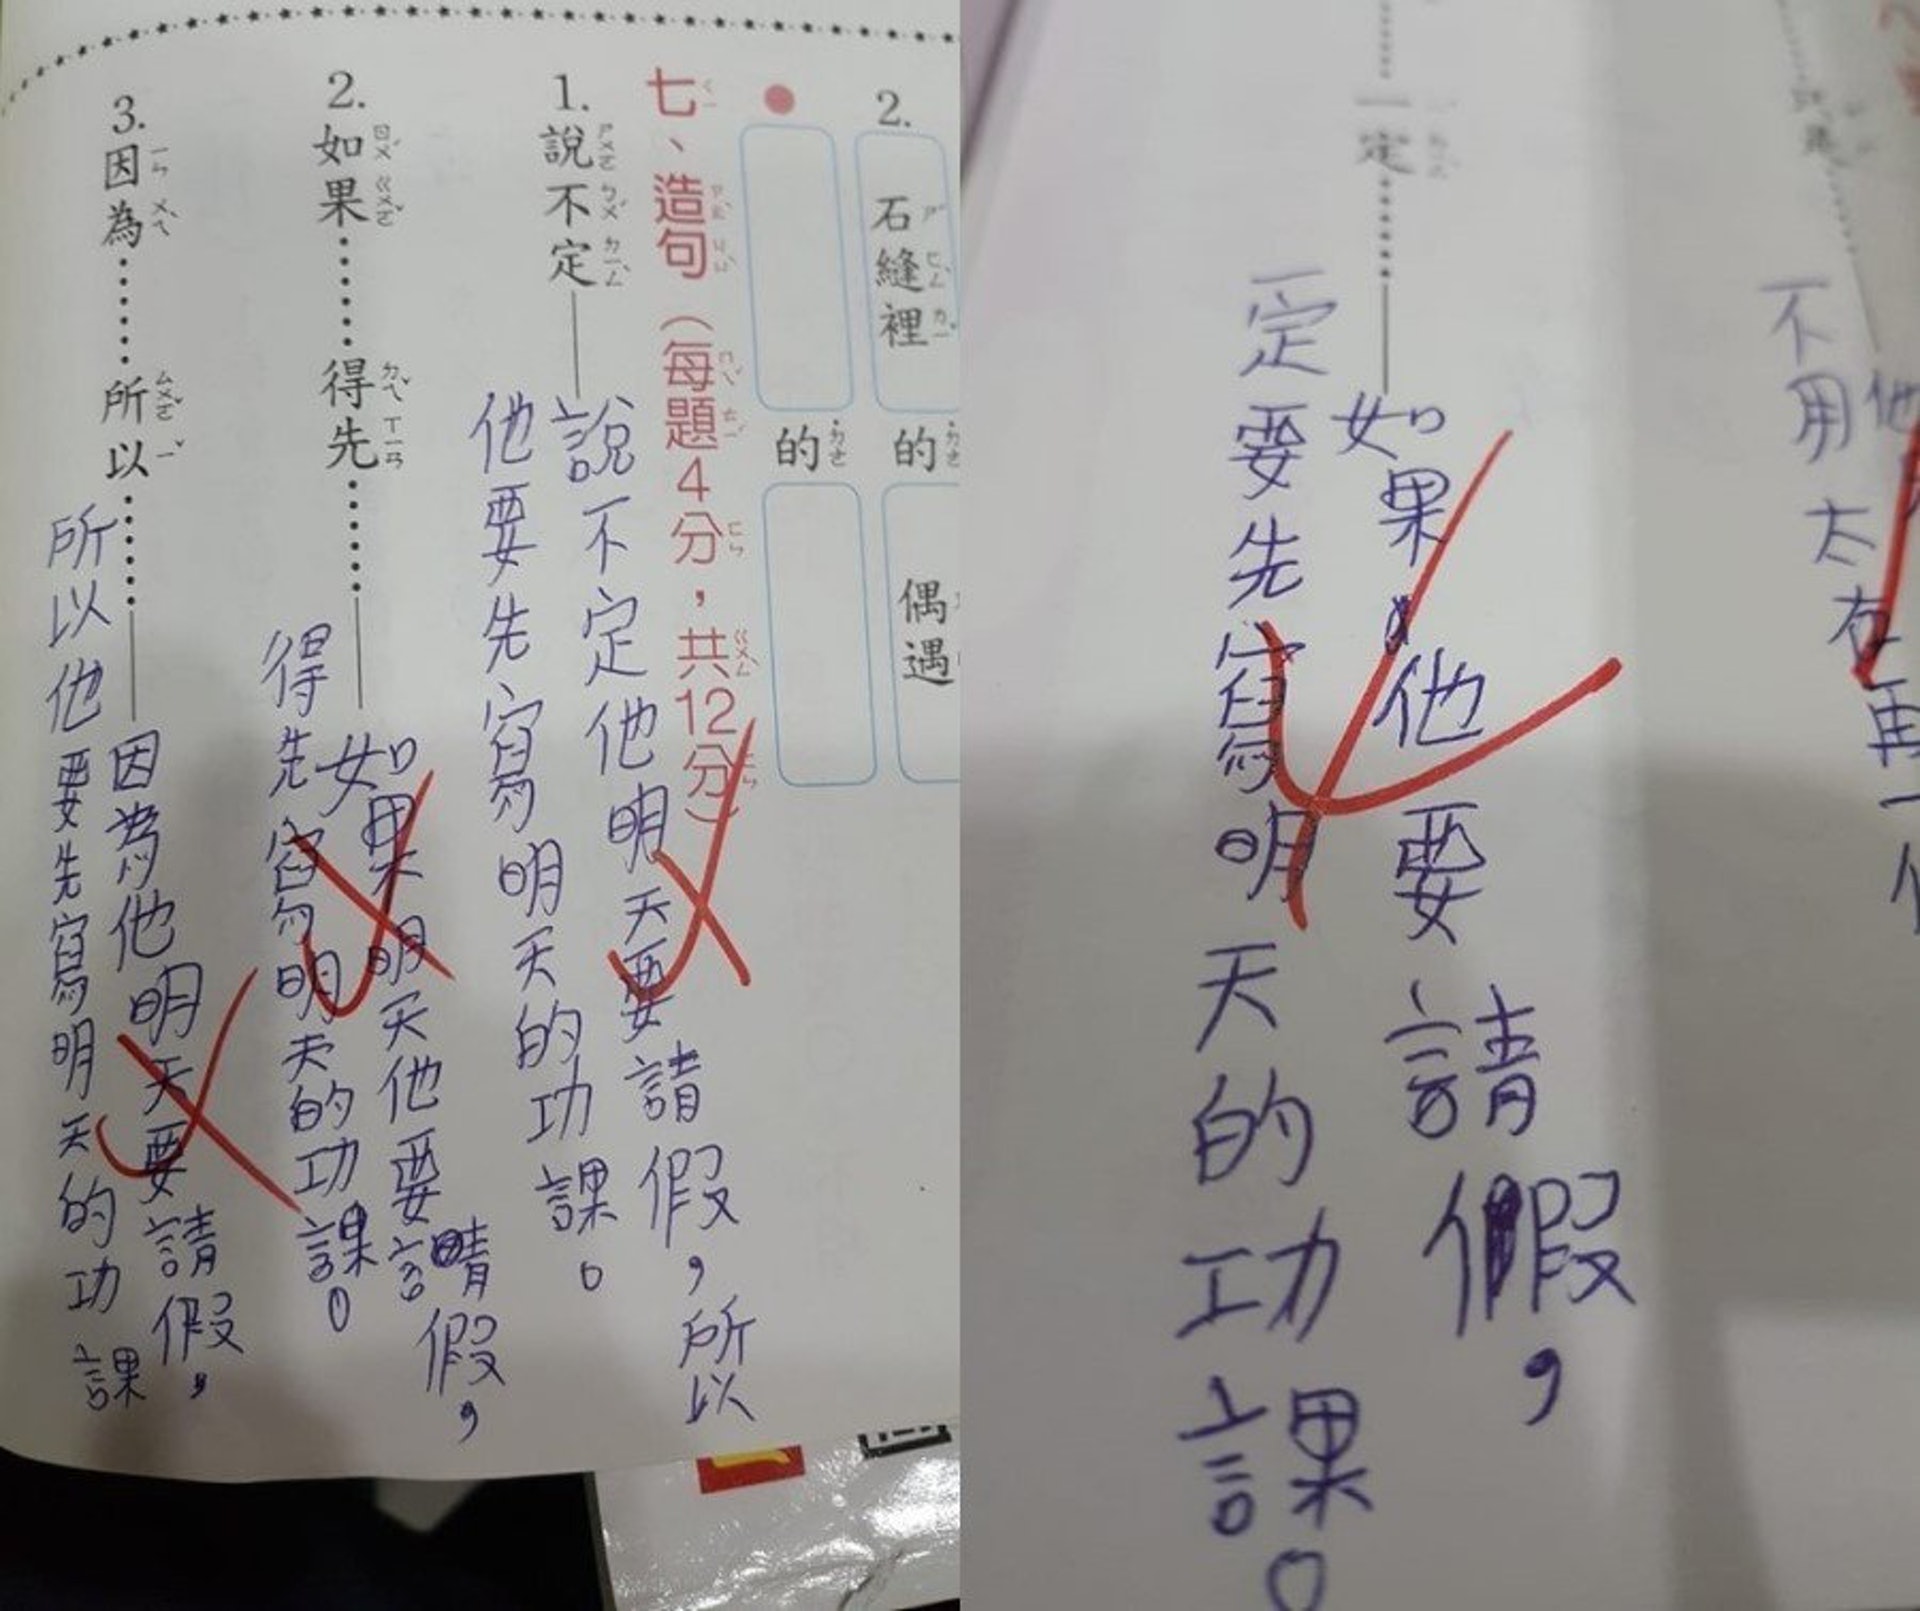 2.
石縫裡
的
偶遇
的
七、造句（每題4分，共12分）
1.說不定——
說不定他明天要請假，所以
他要先寫明天的功課。
2.如果……得先……——
如果明天他要請假，
得先寫明天的功課。
3.因為……所以……——
因為他明天要請假，
所以他要先寫明天的功課
他
不用太在
再一個
……一定……——
如果，他要請假，
一定要先寫明天的功課。